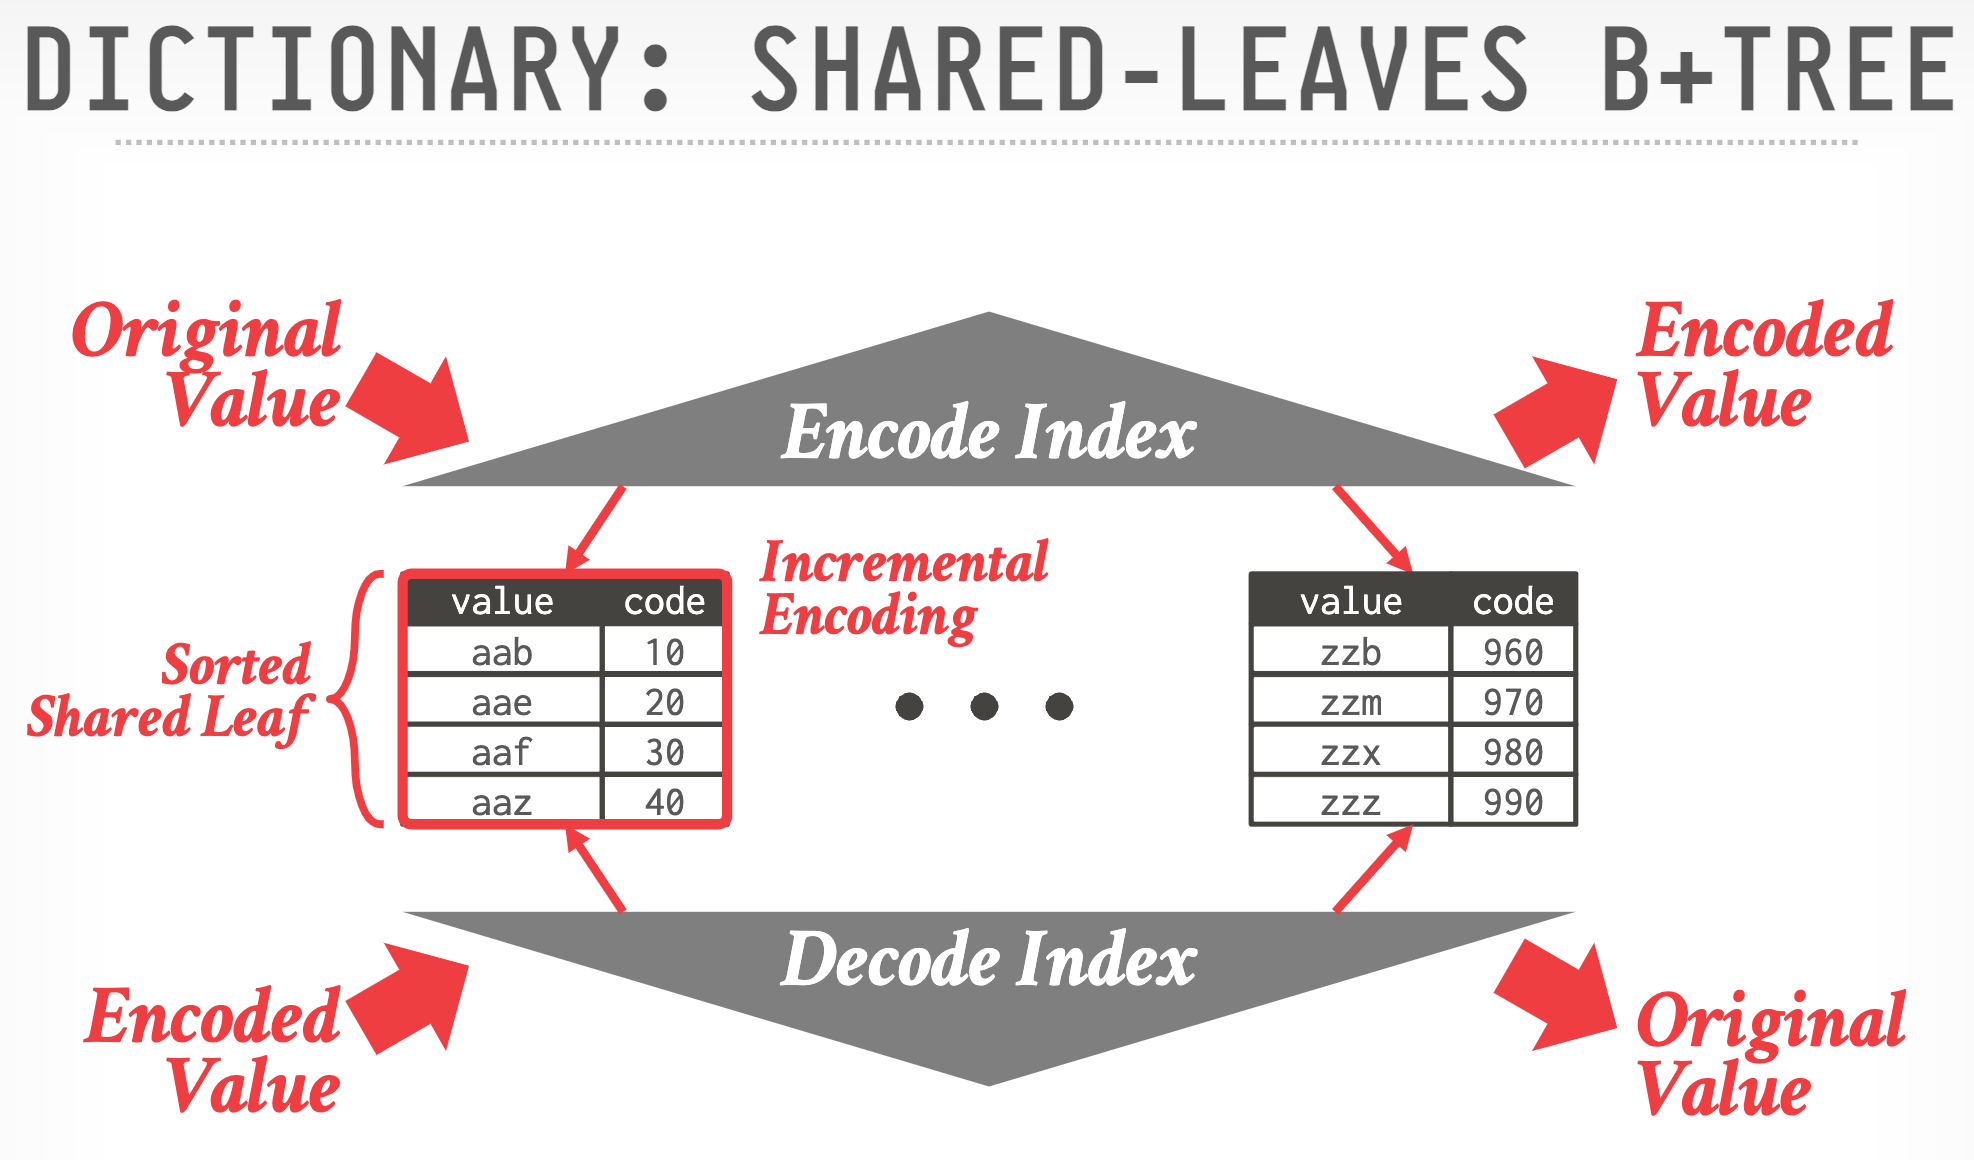 DICTIONARY: SHARED-LEAVES B+TREE
Original
Value
Encoded
Value
Encode Index
Incremental
Encoding
Sorted
Shared Leaf
value code
aab 10
aae 20
aaf 30
aaz 40
value code
zzb 960
zzm 970
zzx 980
zzz 990
Decode Index
Encoded
Value
Original
Value